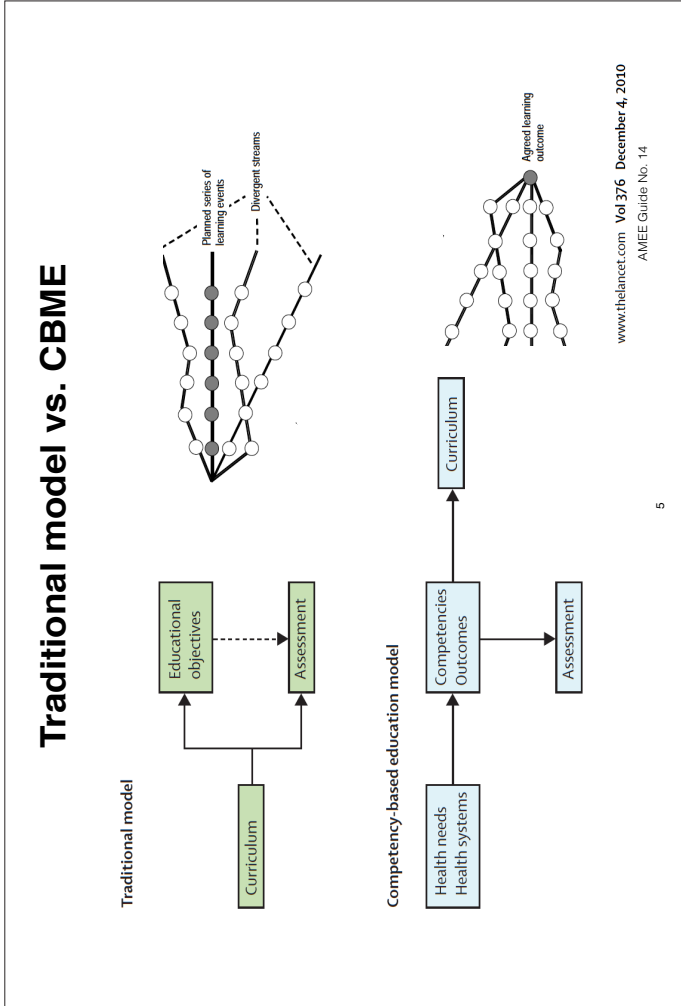 Traditional model vs. CBME
Traditional model
Curriculum
Educational
objectives
Assessment
Planned series of
learning events
Divergent streams
Competency-based education model
Health needs
Health systems
Competencies
Outcomes
Curriculum
Assessment
Agreed learning
outcome
www.thelancet.com Vol 376 December 4, 2010
AMEE Guide No. 14
5